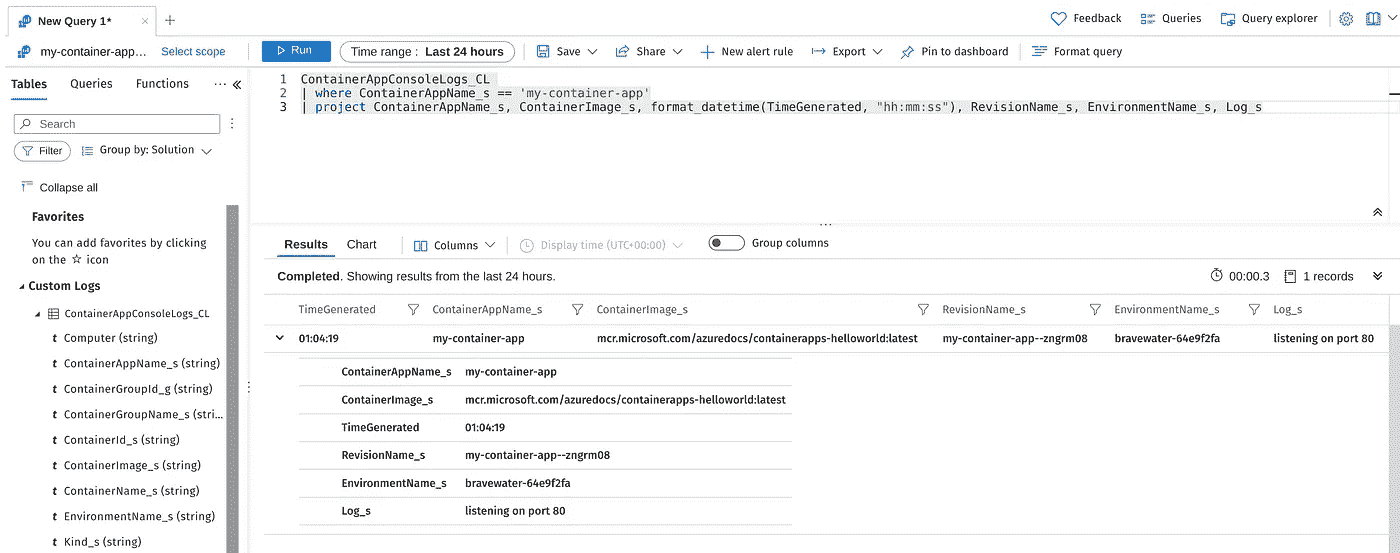 New Query 1*
Feedback Queries Query explorer
my-container-app... Select scope Run Time range : Last 24 hours Save Share New alert rule Export Pin to dashboard Format query
Tables Queries Functions ...
Search
Filter Group by: Solution
Collapse all
Favorites
You can add favorites by clicking
on the ☆ icon
Custom Logs
ContainerAppConsoleLogs_CL
t Computer (string)
t ContainerAppName_s (string)
t ContainerGroupId_g (string)
t ContainerGroupName_s (stri...
t ContainerId_s (string)
t ContainerImage_s (string)
t ContainerName_s (string)
t EnvironmentName_s (string)
t Kind_s (string)
1 ContainerAppConsoleLogs_CL
2 | where ContainerAppName_s == 'my-container-app'
3 | project ContainerAppName_s, ContainerImage_s, format_datetime(TimeGenerated, "hh:mm:ss"), RevisionName_s, EnvironmentName_s, Log_s
Results Chart Columns Display time (UTC+00:00) Group columns
Completed. Showing results from the last 24 hours. 00:00.3 1 records
TimeGenerated ContainerAppName_s ContainerImage_s RevisionName_s EnvironmentName_s Log_s
01:04:19 my-container-app mcr.microsoft.com/azuredocs/containerapps-helloworld:latest my-container-app--zngrm08 bravewater-64e9f2fa listening on port 80
ContainerAppName_s my-container-app
ContainerImage_s mcr.microsoft.com/azuredocs/containerapps-helloworld:latest
TimeGenerated 01:04:19
RevisionName_s my-container-app--zngrm08
EnvironmentName_s bravewater-64e9f2fa
Log_s listening on port 80